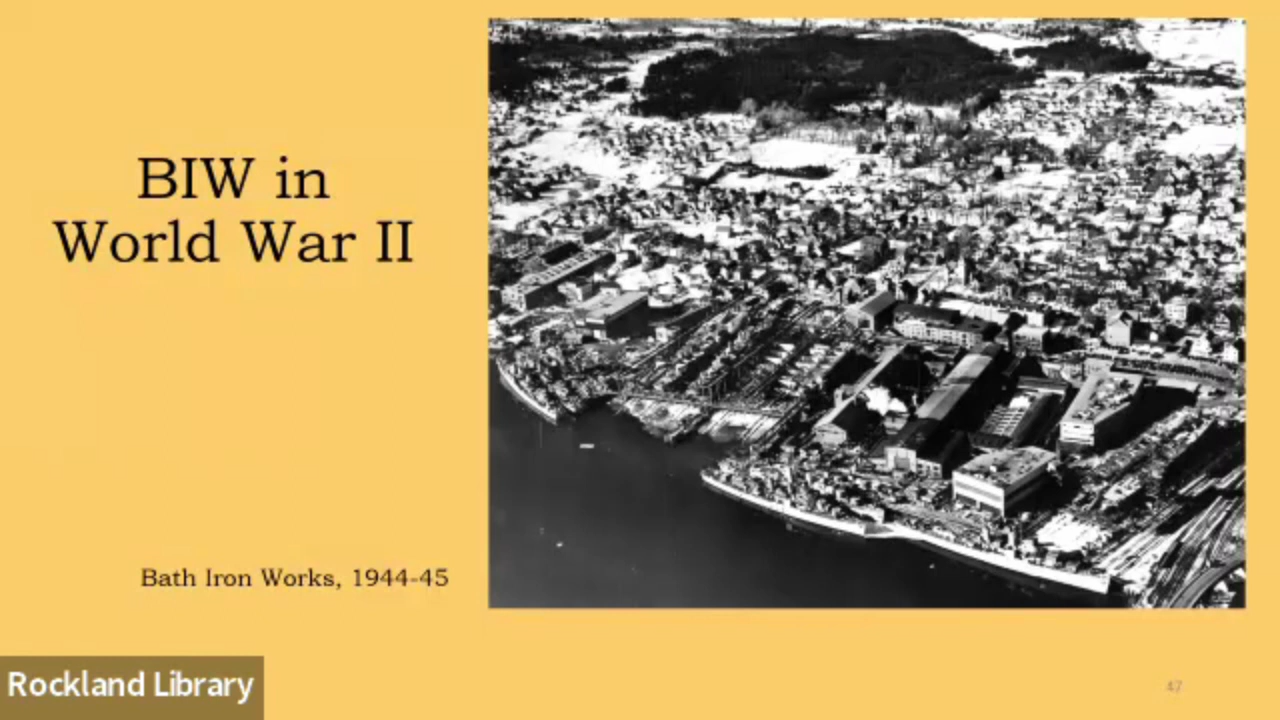 BIW in
World War II
Bath Iron Works, 1944-45
Rockland Library
47